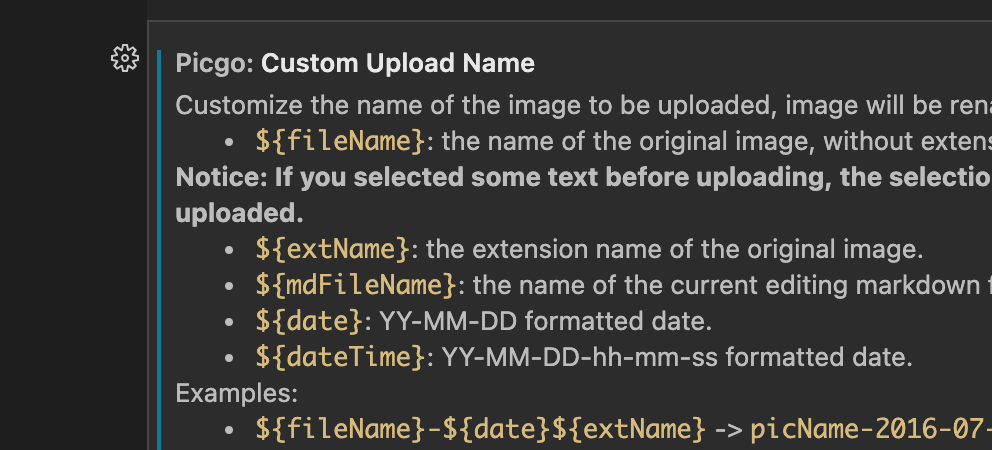 Picgo: Custom Upload Name
Customize the name of the image to be uploaded, image will be
• ${fileName}: the name of the original image, without
Notice: If you selected some text before uploading, the
uploaded.
• ${extName}: the extension name of the original image.
• ${mdFileName}: the name of the current editing markdown
• ${date}: YY-MM-DD formatted date.
• ${dateTime}: YY-MM-DD-hh-mm-ss formatted date.
Examples:
• ${fileName}-${date}${extName} -> picName-2016-07-